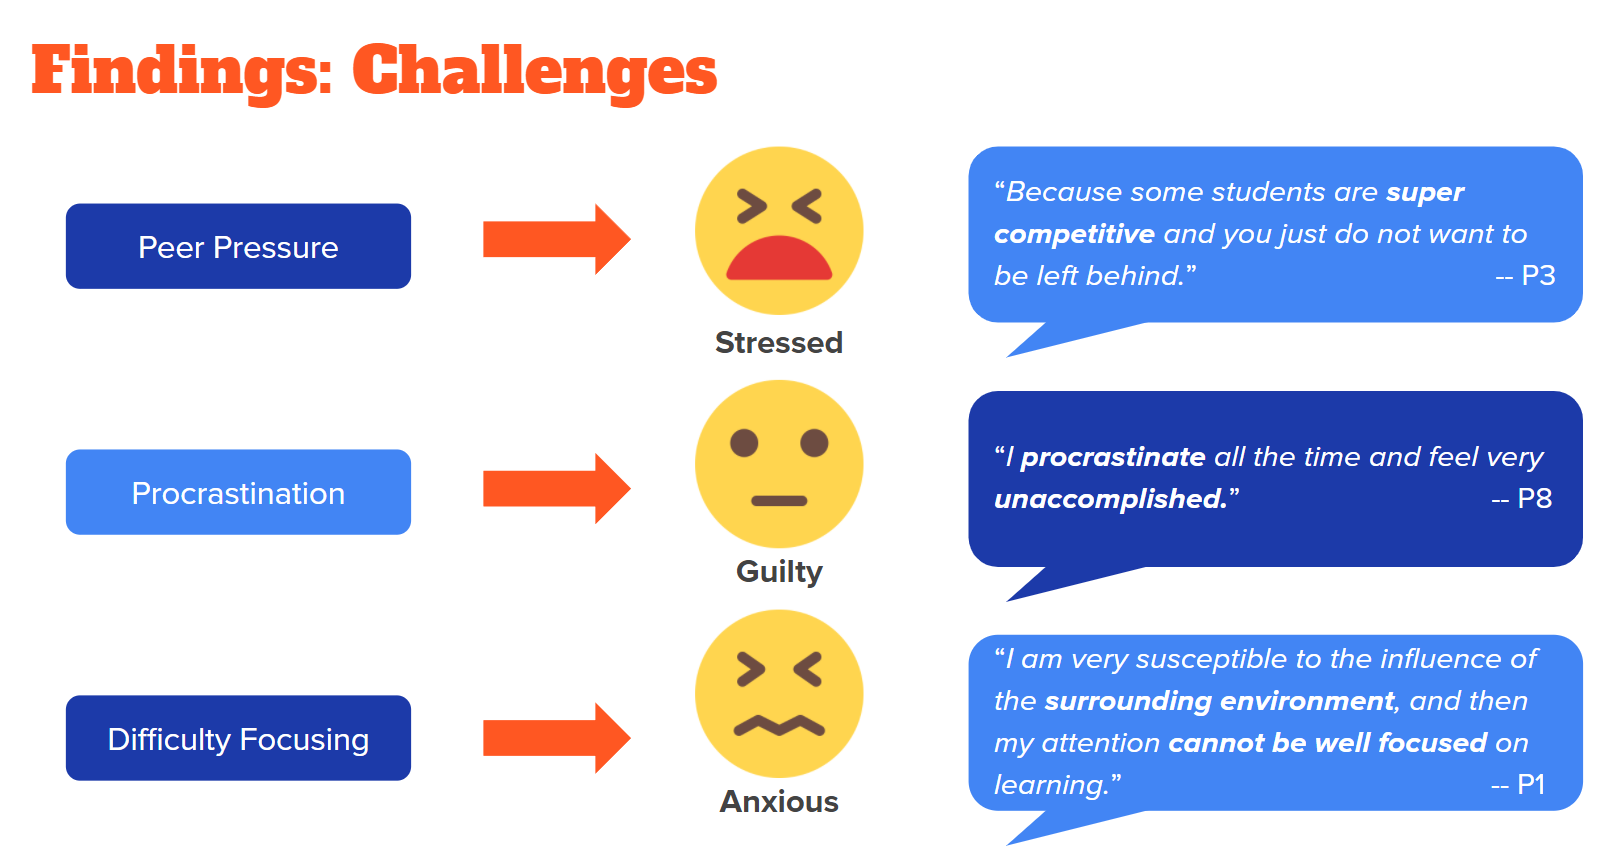 Findings: Challenges
Peer Pressure
Stressed
“Because some students are super
competitive and you just do not want to
be left behind.” -- P3
Procrastination
Guilty
“I procrastinate all the time and feel very
unaccomplished.” -- P8
Difficulty Focusing
Anxious
“I am very susceptible to the influence of
the surrounding environment, and then
my attention cannot be well focused on
learning.” -- P1